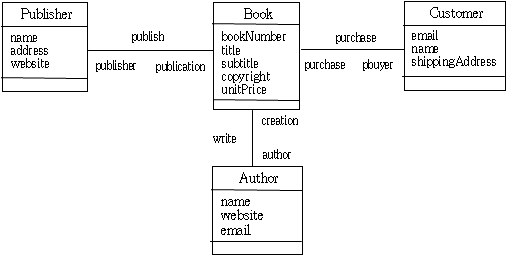 Publisher
name
address
website
publish
publisher publication
Book
bookNumber
title
subtitle
copyright
unitPrice
purchase
purchase pbuyer
Customer
email
name
shippingAddress
creation
write
author
Author
name
website
email